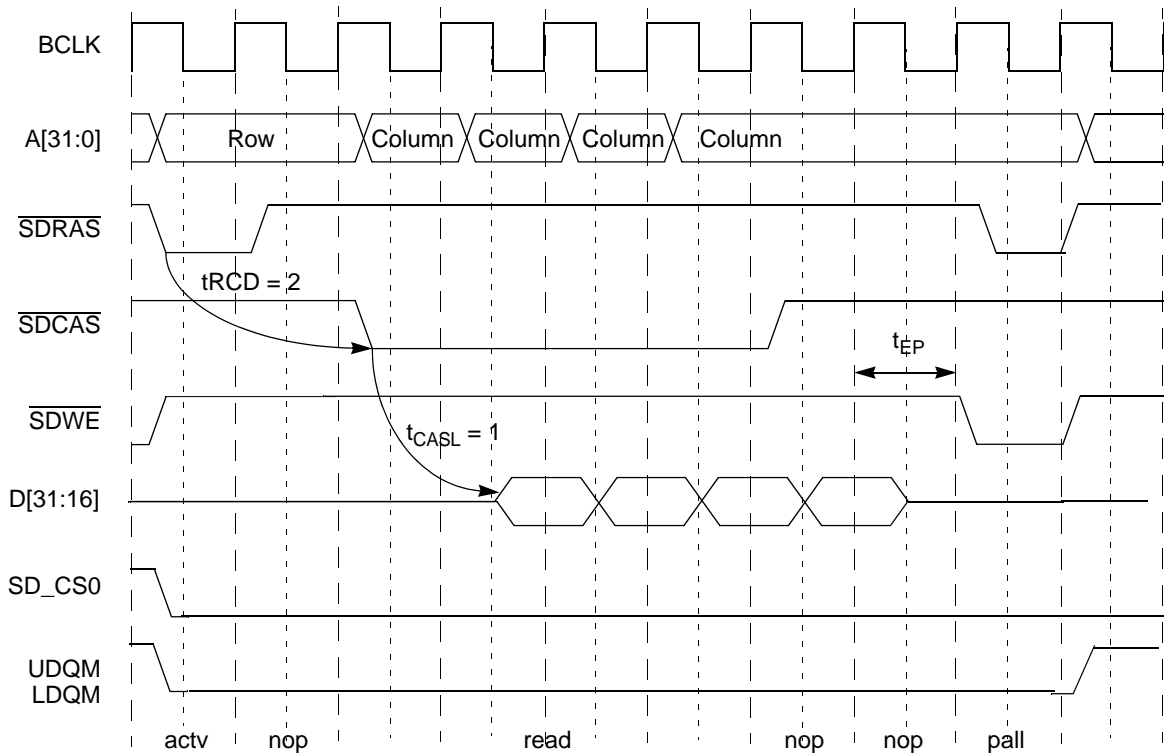 BCLK
A[31:0]
Row
Column
Column
Column
Column
SDRAS
tRCD = 2
SDCAS
tEP
SDWE
tCASL = 1
D[31:16]
SD_CS0
UDQM
LDQM
actv nop read nop nop pall